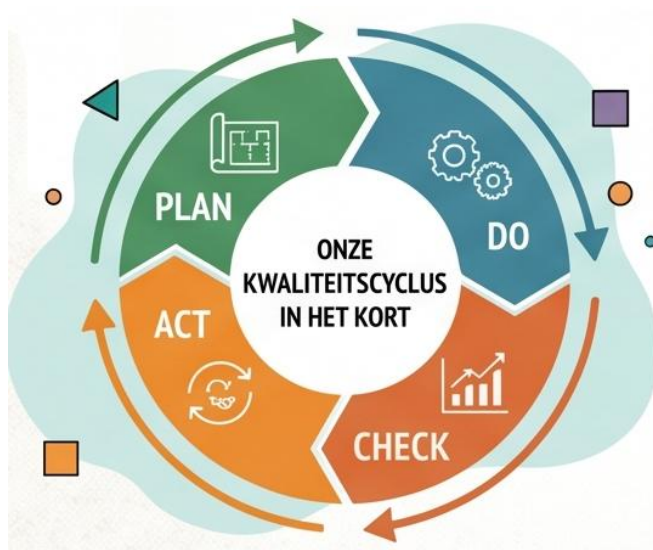 PLAN
DO
ONZE
KWALITEITSCYCLUS
IN HET KORT
ACT
CHECK